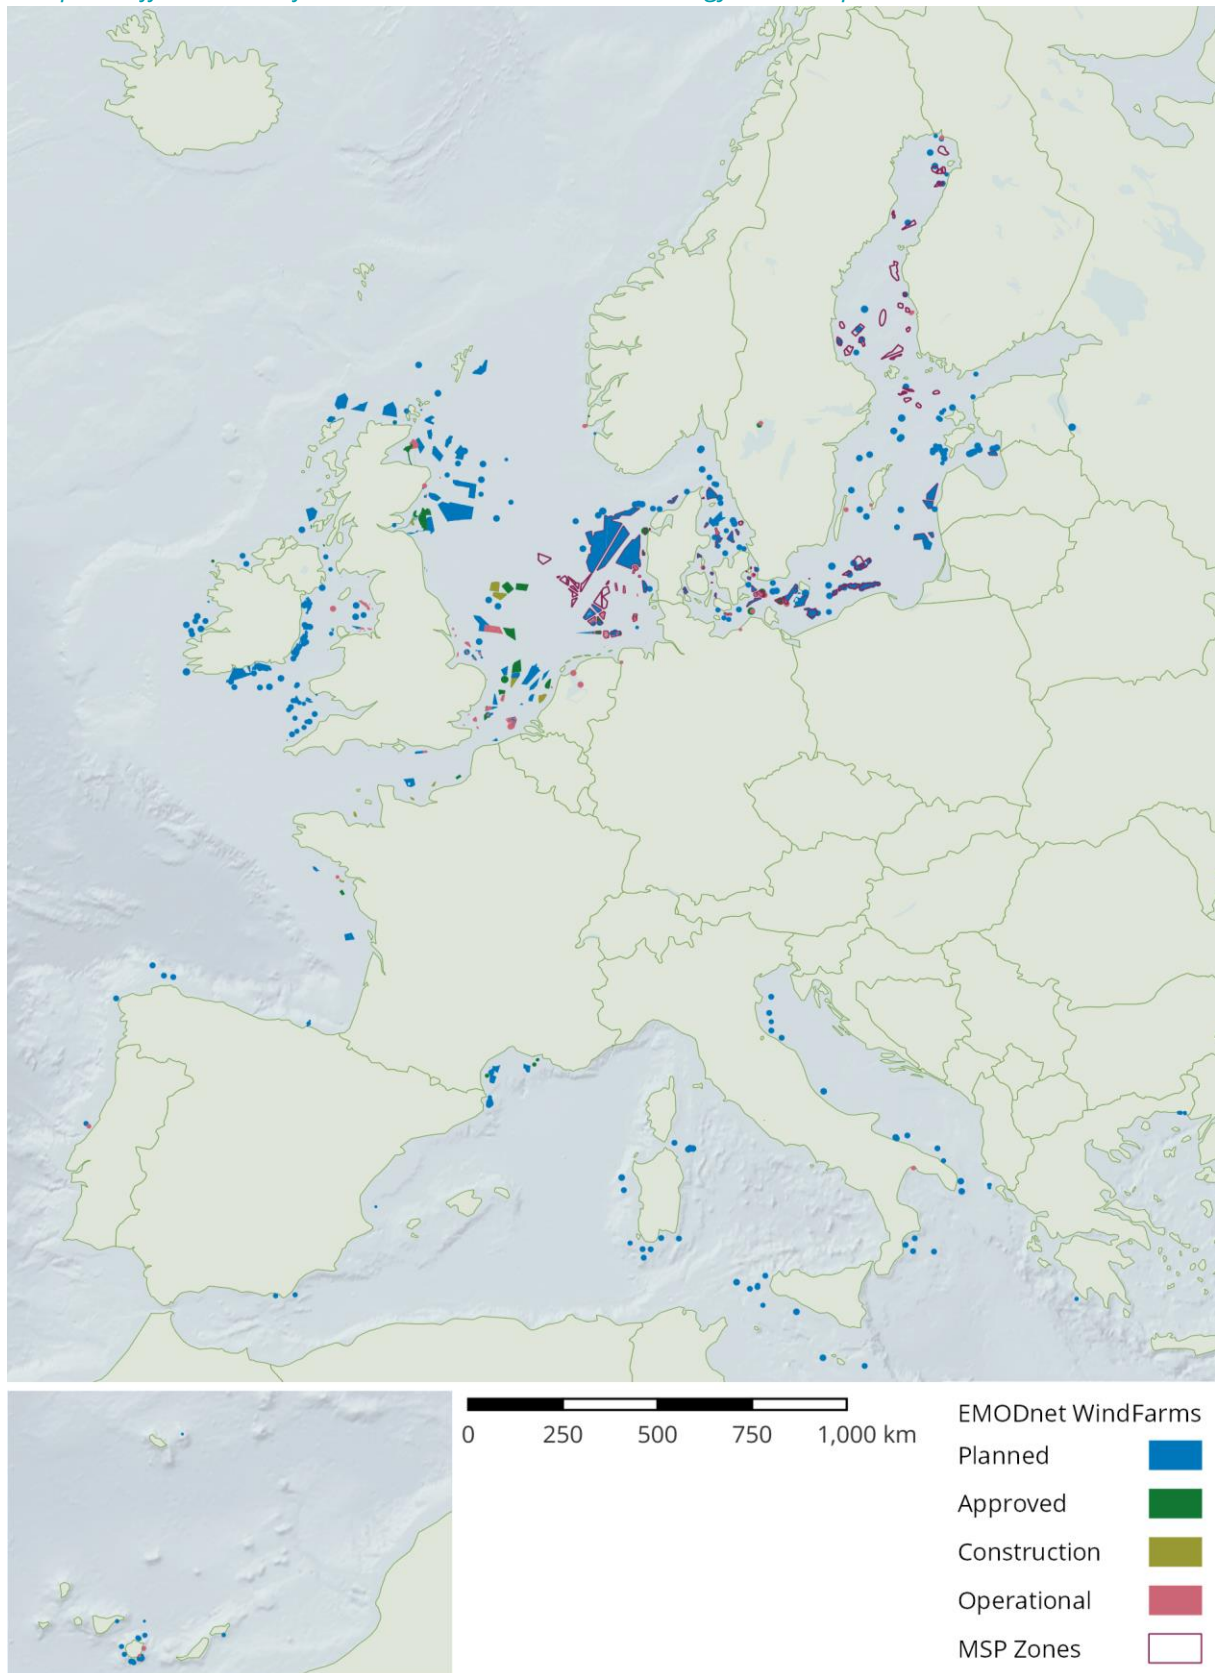 EMODnet WindFarms
0 250 500 750 1,000 km
Planned
Approved
Construction
Operational
MSP Zones